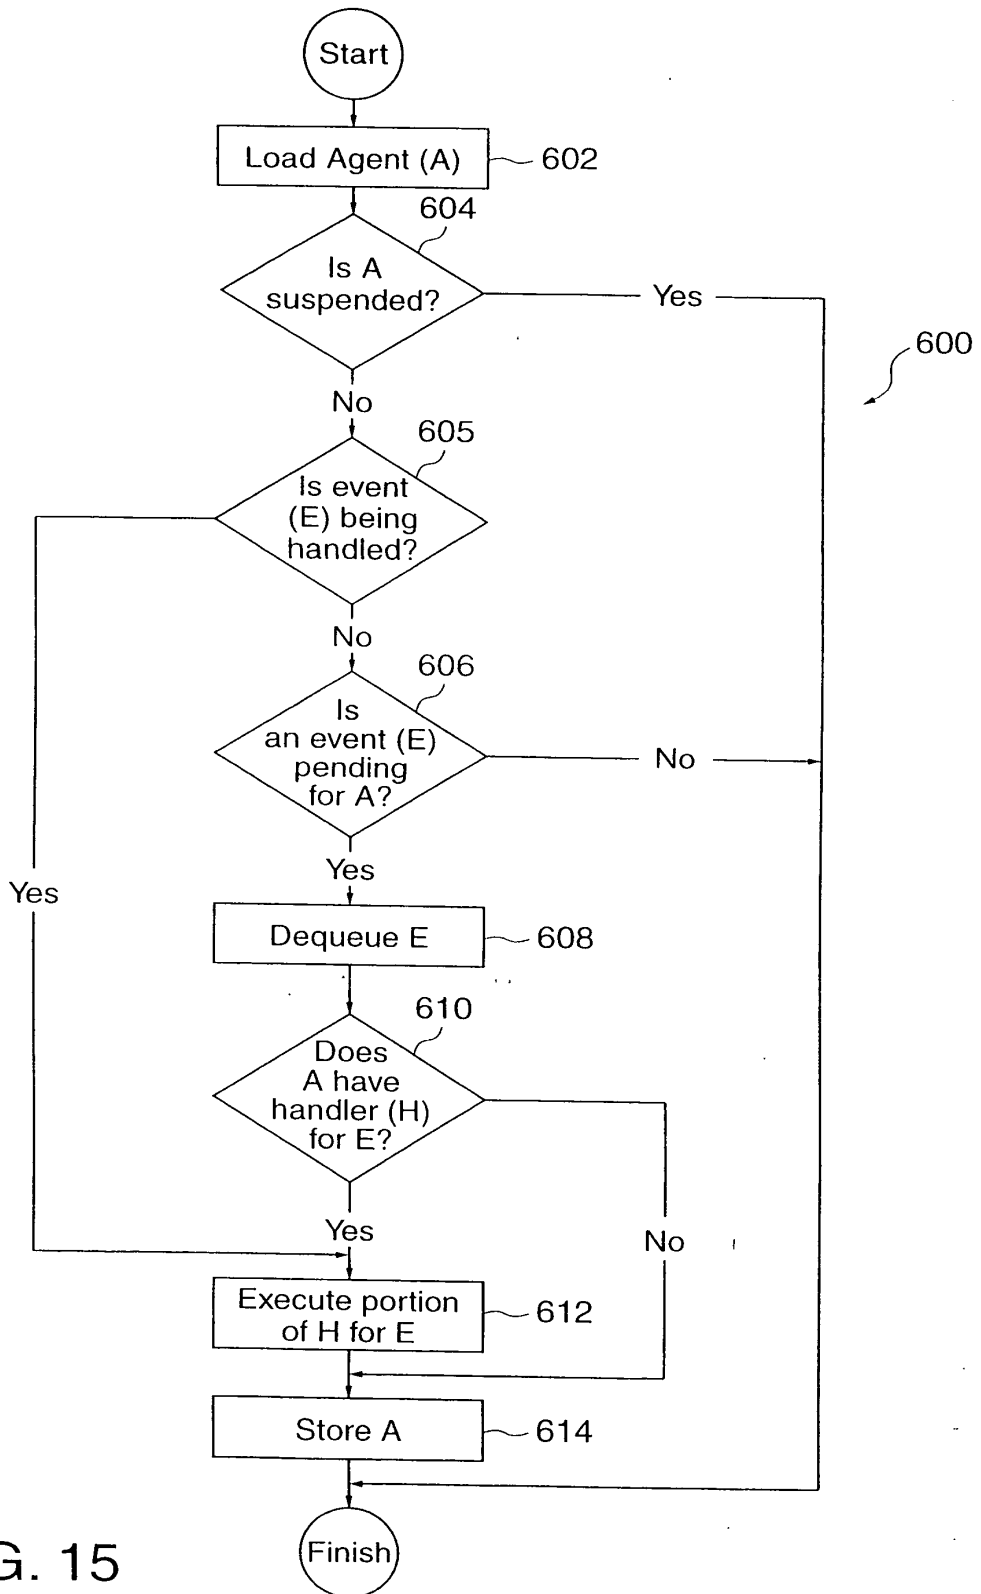 Start
Load Agent (A)
602
604
Is A
suspended?
Yes
600
No
605
Is event
(E) being
handled?
No
606
Is
an event (E)
pending
for A?
No
Yes
Yes
Dequeue E
608
610
Does
A have
handler (H)
for E?
Yes
No
Execute portion
of H for E
612
Store A
614
Finish
G. 15